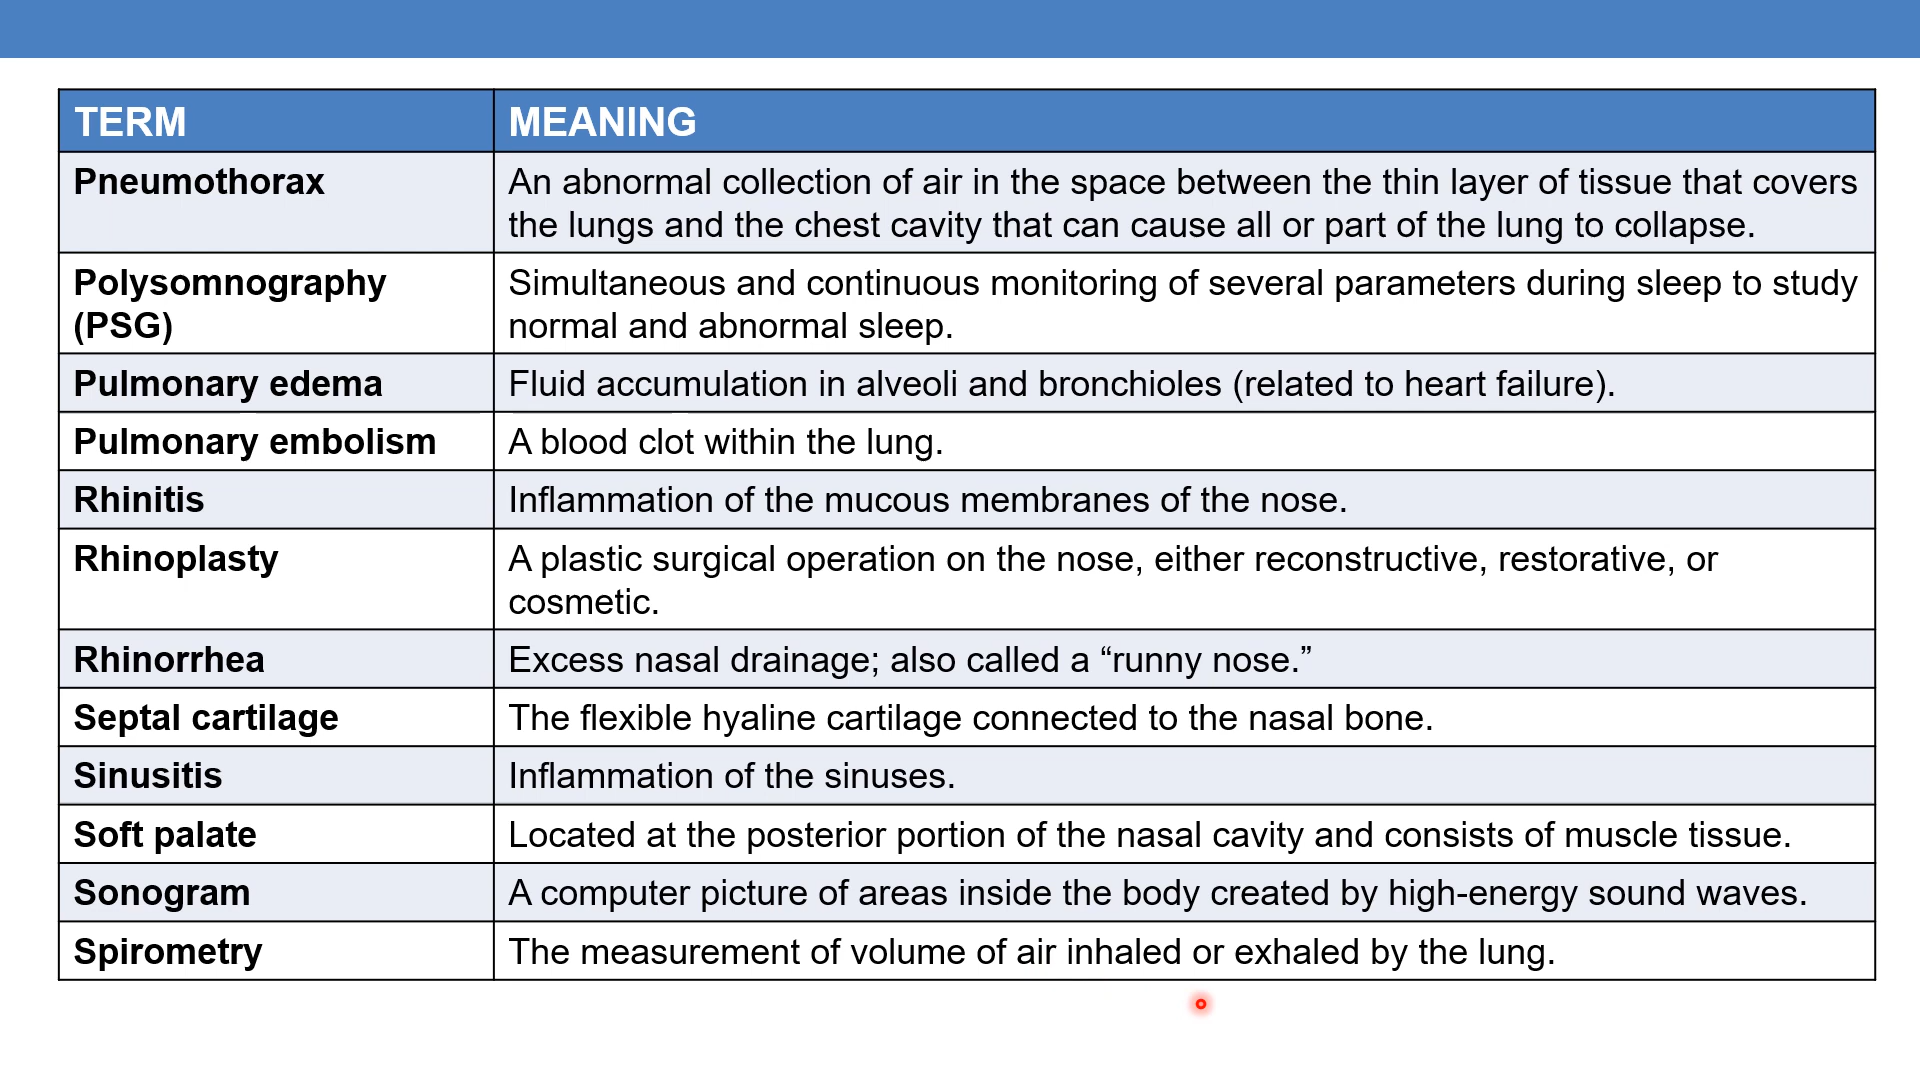 TERM
MEANING
Pneumothorax
An abnormal collection of air in the space between the thin layer of tissue that covers
the lungs and the chest cavity that can cause all or part of the lung to collapse.
Polysomnography
(PSG)
Simultaneous and continuous monitoring of several parameters during sleep to study
normal and abnormal sleep.
Pulmonary edema
Fluid accumulation in alveoli and bronchioles (related to heart failure).
Pulmonary embolism
A blood clot within the lung.
Rhinitis
Inflammation of the mucous membranes of the nose.
Rhinoplasty
A plastic surgical operation on the nose, either reconstructive, restorative, or
cosmetic.
Rhinorrhea
Excess nasal drainage; also called a “runny nose.”
Septal cartilage
The flexible hyaline cartilage connected to the nasal bone.
Sinusitis
Inflammation of the sinuses.
Soft palate
Located at the posterior portion of the nasal cavity and consists of muscle tissue.
Sonogram
A computer picture of areas inside the body created by high-energy sound waves.
Spirometry
The measurement of volume of air inhaled or exhaled by the lung.